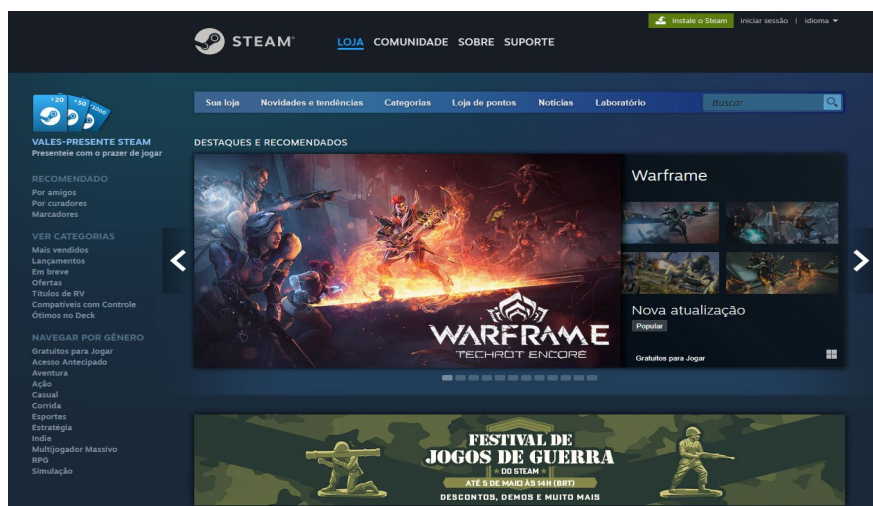 Instale o Steam
iniciar sessão | idioma
STEAM
LOJA COMUNIDADE SOBRE SUPORTE
$20 $50
Sua loja Novidades e tendências Categorias Loja de pontos Notícias Laboratório Buscar
VALES-PRESENTE STEAM
Presenteie com o prazer de jogar
RECOMENDADO
Por amigos
Por curadores
Marcadores
VER CATEGORIAS
Mais vendidos
Lançamentos
Em breve
Ofertas
Títulos de RV
Compatíveis com Controle
Ótimos no Deck
NAVEGAR POR GÊNERO
Gratuitos para Jogar
Acesso Antecipado
Aventura
Ação
Casual
Corrida
Esportes
Estratégia
Indie
Multijogador Massivo
RPG
Simulação
DESTAQUES E RECOMENDADOS
WARFRAME
TECHROT ENCORE
Warframe
Nova atualização
Popular
Gratuitos para Jogar
FESTIVAL DE
JOGOS DE GUERRA
DO STEAM
ATÉ 5 DE MAIO ÀS 14H (BRT)
DESCONTOS, DEMOS E MUITO MAIS